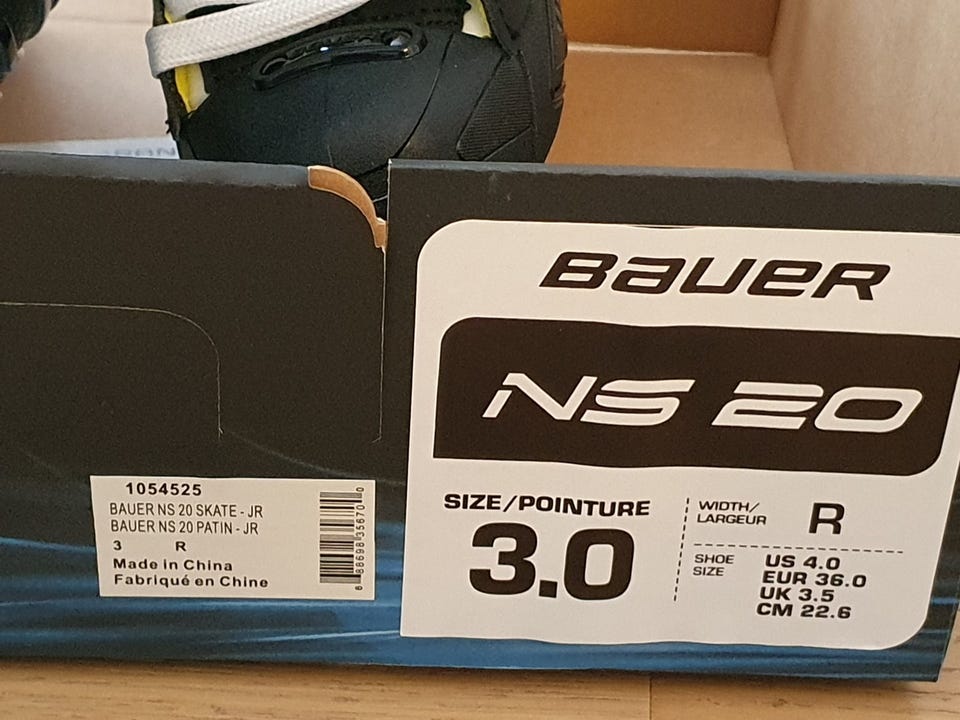 BAUER
NS 20
SIZE/POINTURE
3.0
WIDTH/
LARGEUR
R
SHOE
SIZE
US 4.0
EUR 36.0
UK 3.5
CM 22.6
1054525
BAUER NS 20 SKATE - JR
BAUER NS 20 PATIN - JR
3 R
Made in China
Fabriqué en Chine